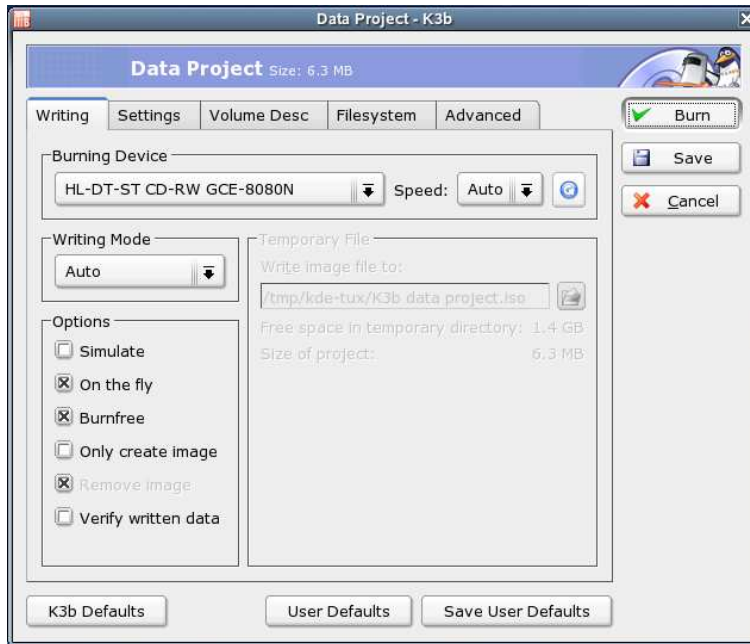 Data Project - K3b
Data Project Size: 6.3 MB
Writing Settings Volume Desc Filesystem Advanced
Burn
Save
Cancel
Burning Device
HL-DT-ST CD-RW GCE-8080N Speed: Auto
Writing Mode
Auto
Temporary File
Write image file to:
/tmp/kde-tux/K3b data project.iso
Free space in temporary directory: 1.4 GB
Size of project: 6.3 MB
Options
Simulate
On the fly
Burnfree
Only create image
Remove image
Verify written data
K3b Defaults User Defaults Save User Defaults